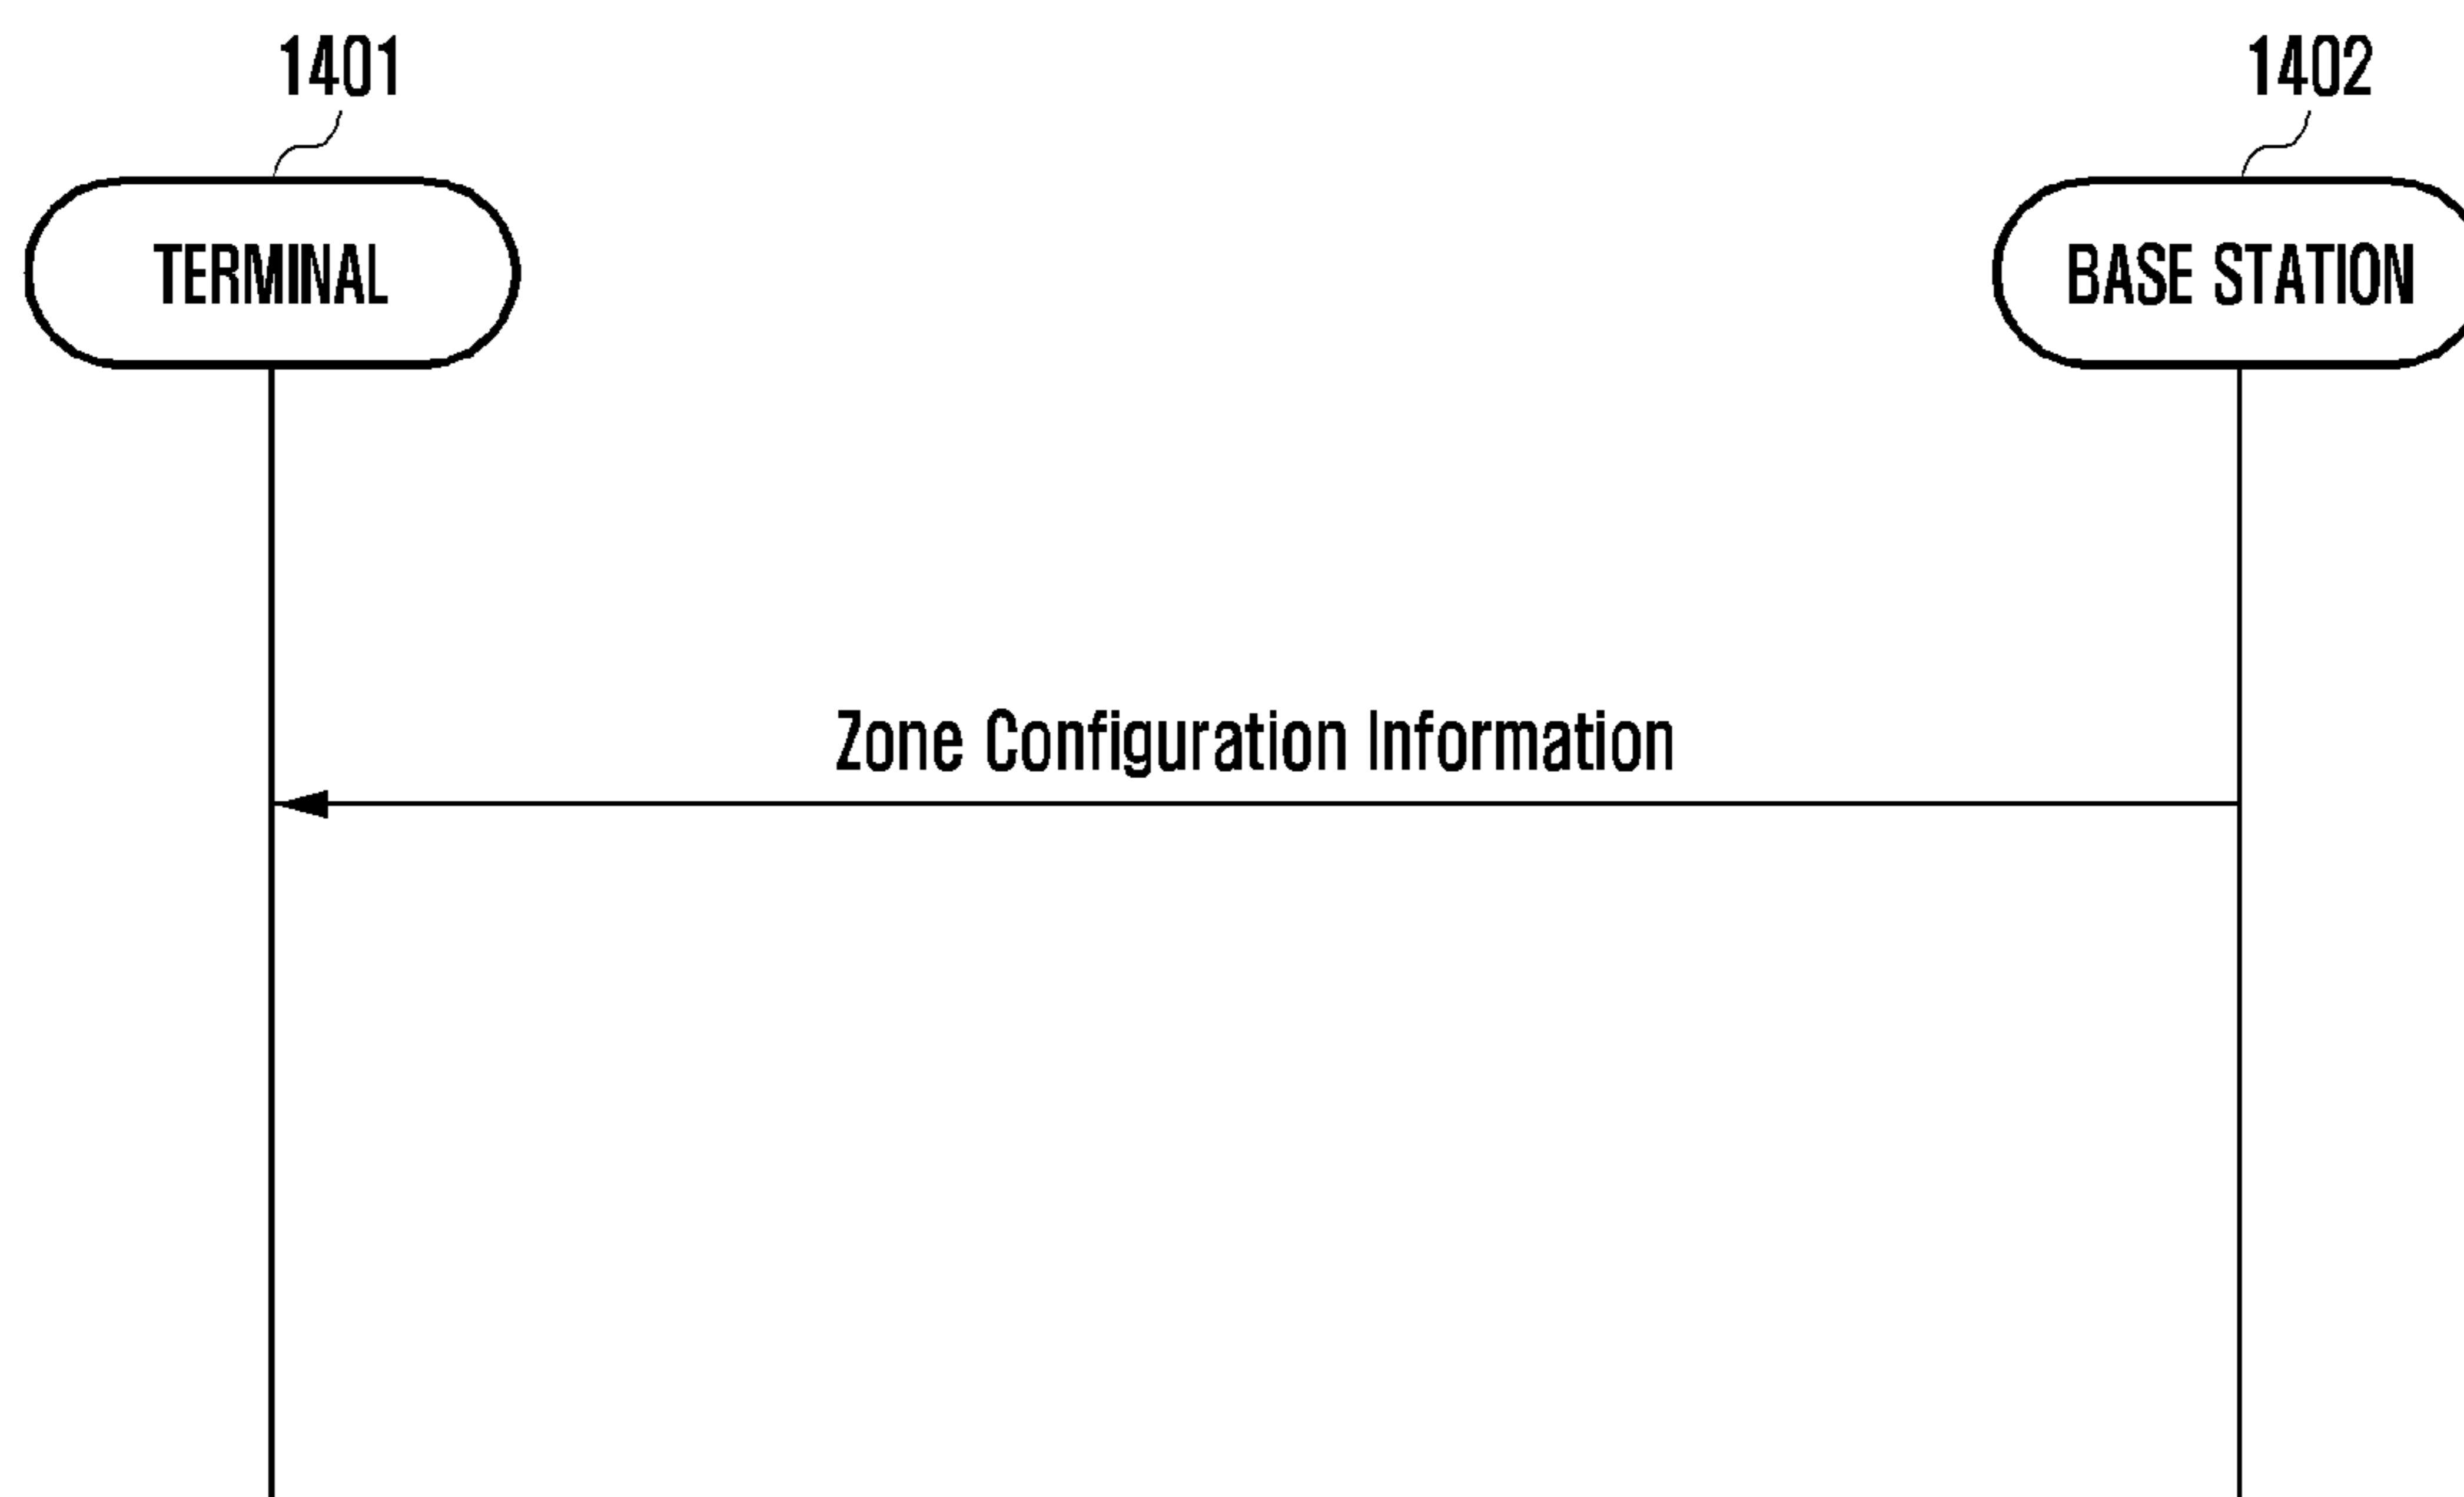 1401
1402
TERMINAL
BASE STATION
Zone Configuration Information